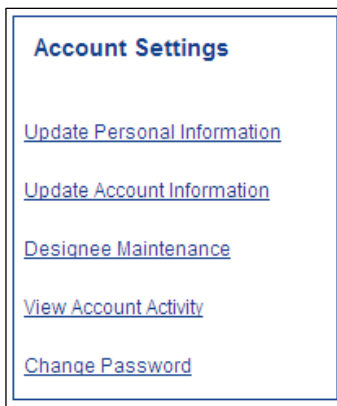 Account Settings
Update Personal Information
Update Account Information
Designee Maintenance
View Account Activity
Change Password